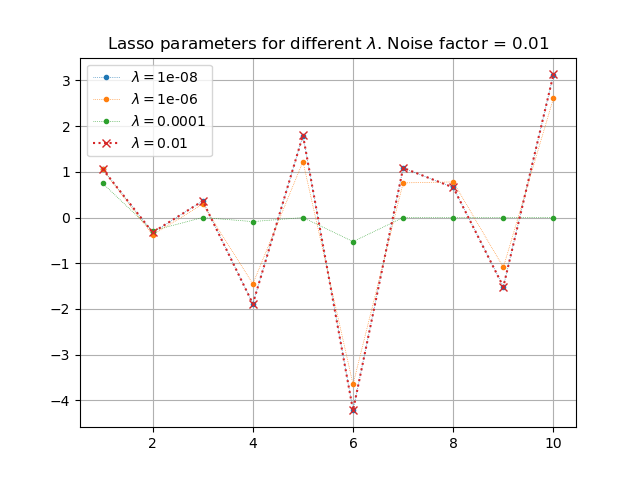 Lasso parameters for different λ. Noise factor = 0.01
λ = 1e-08
λ = 1e-06
λ = 0.0001
λ = 0.01
3
2
1
0
−1
−2
−3
−4
2 4 6 8 10